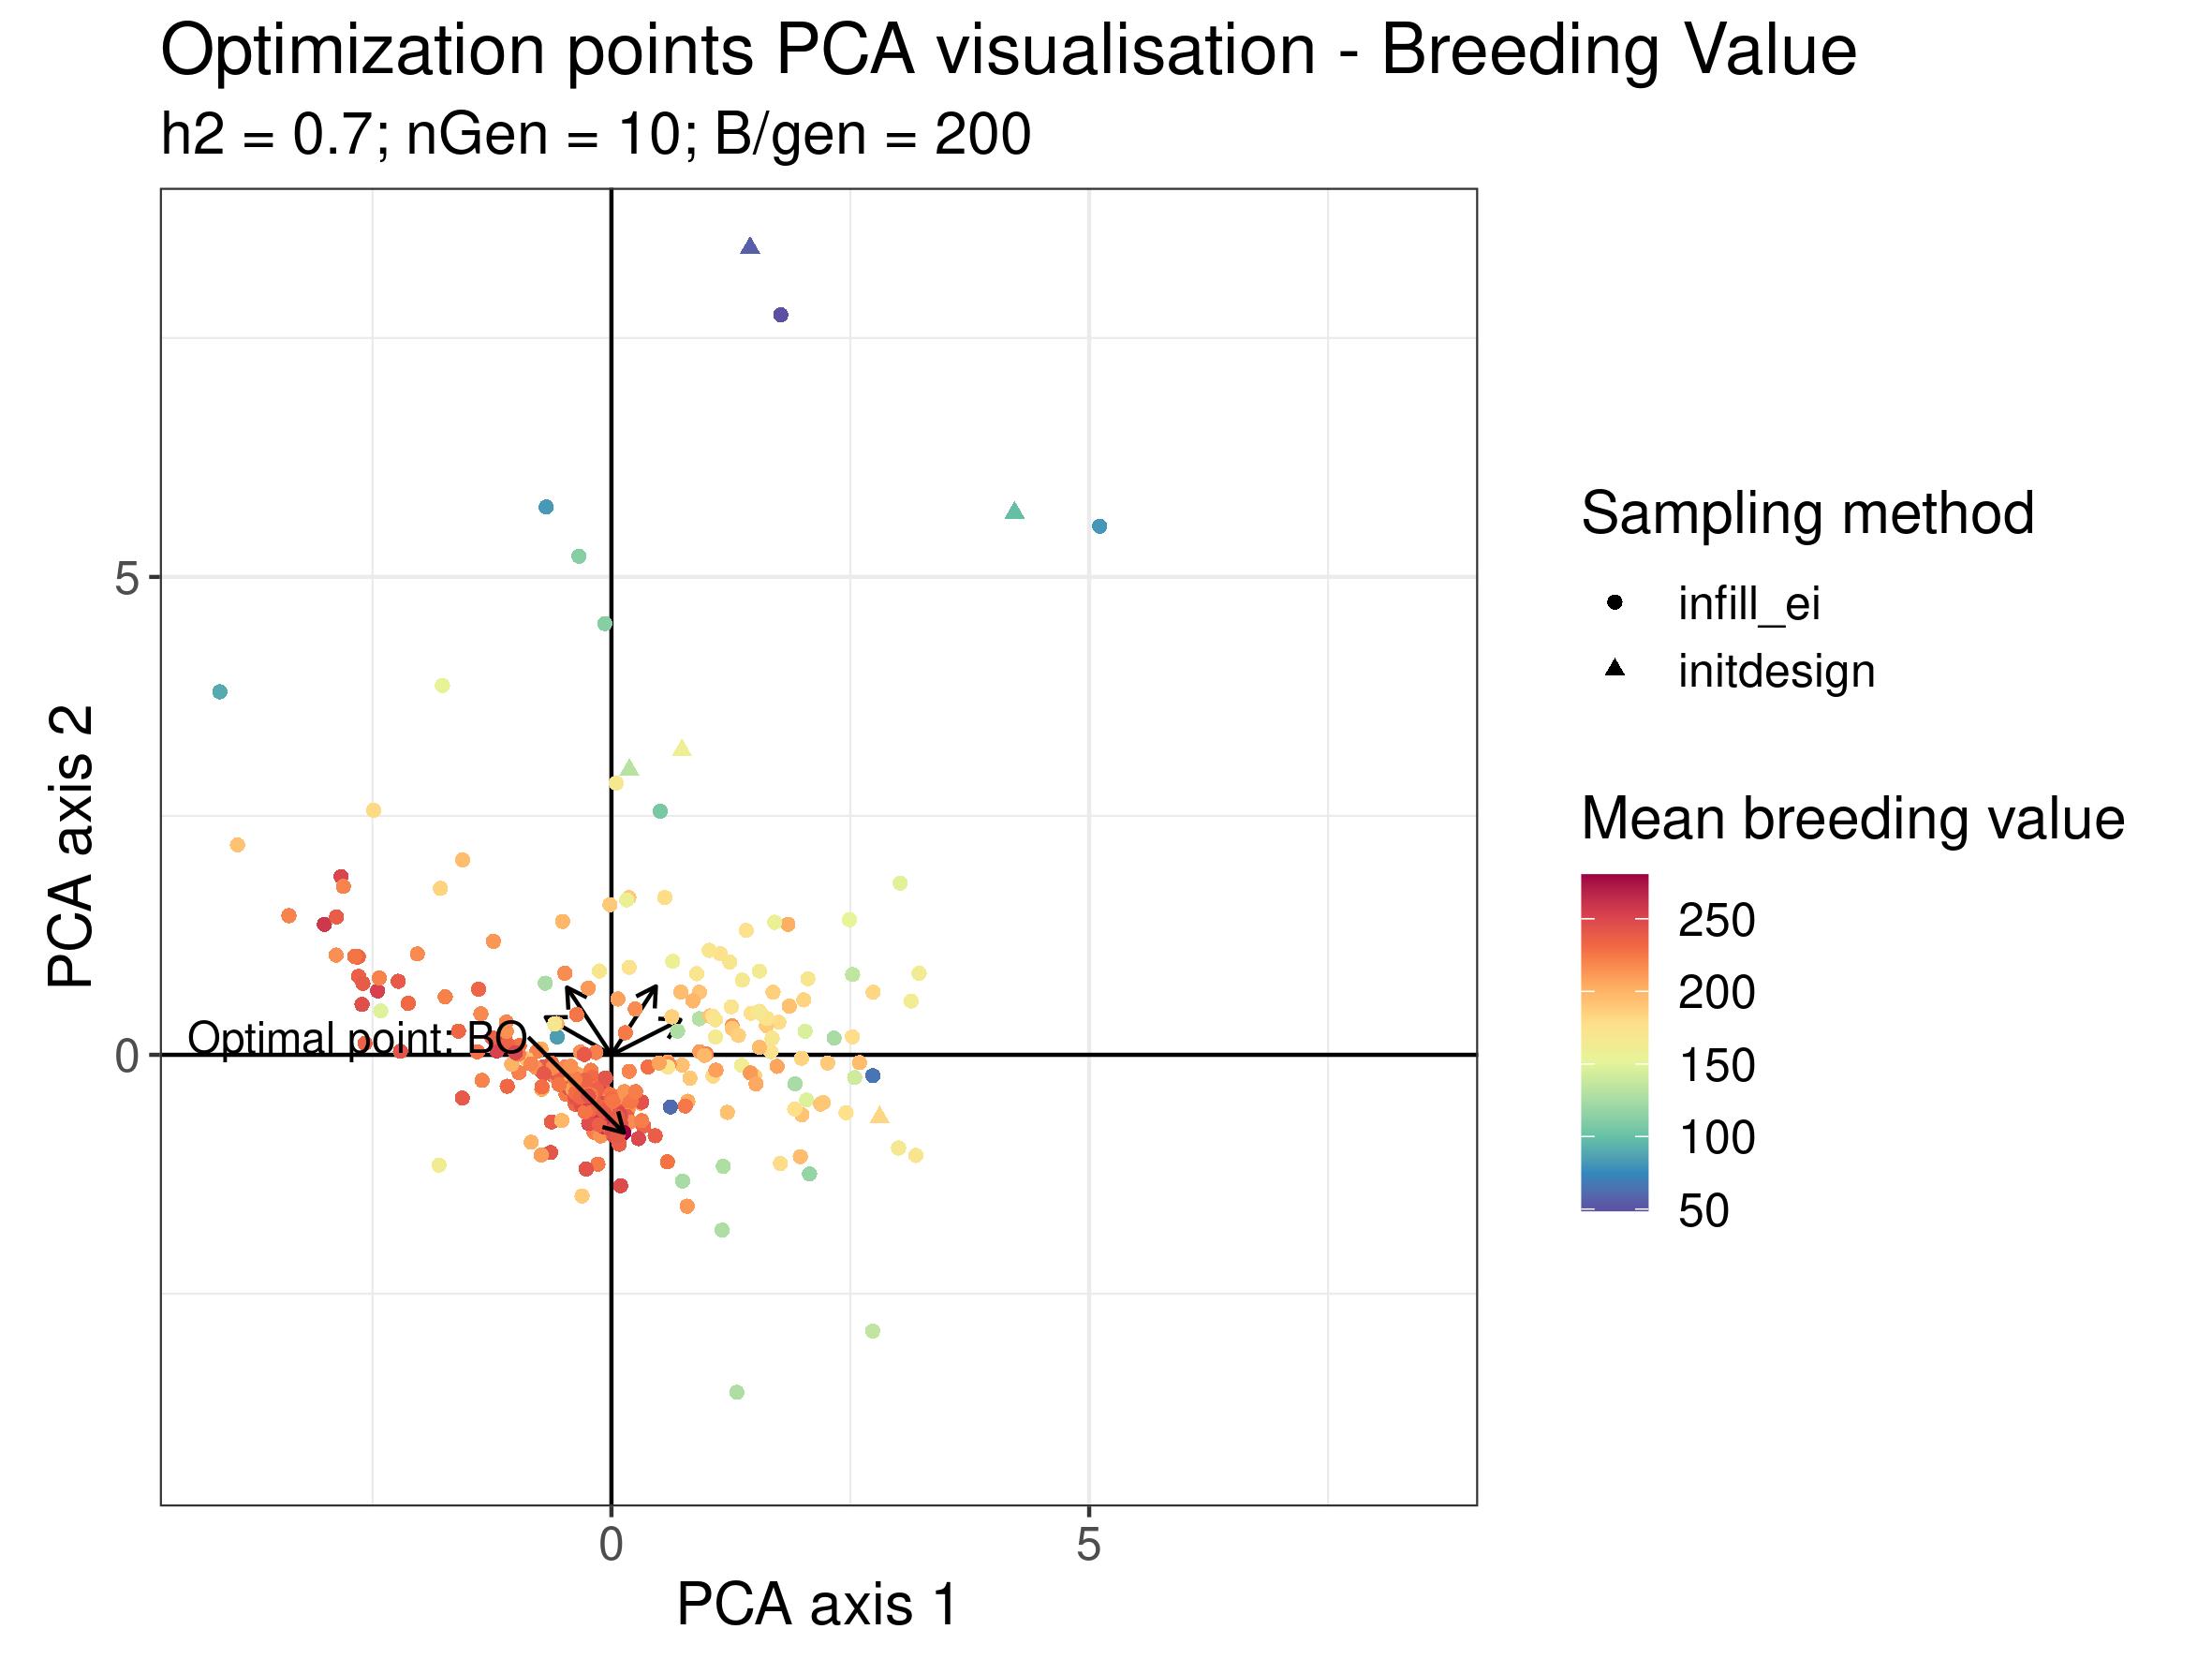 Optimization points PCA visualisation - Breeding Value
h2 = 0.7; nGen = 10; B/gen = 200
PCA axis 2
5
0
Optimal point: BO
0
5
PCA axis 1
Sampling method
infill_ei
initdesign
Mean breeding value
250
200
150
100
50